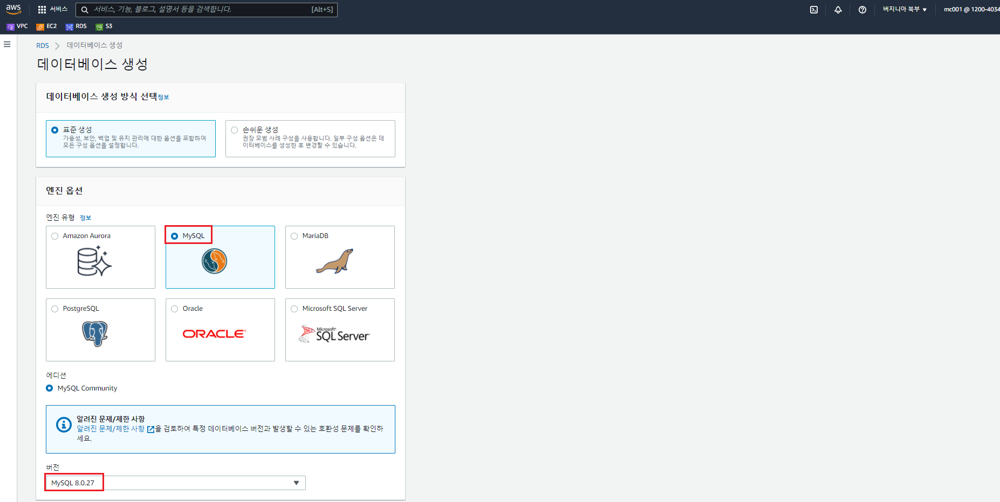 aws
서비스
서비스, 기능, 블로그, 설명서 등을 검색합니다.
[Alt+S]
버지니아 북부 ▼
mc001 @ 1200-4034
VPC
EC2
RDS
S3
RDS
데이터베이스 생성
데이터베이스 생성
데이터베이스 생성 방식 선택 정보
표준 생성
가용성, 보안, 백업 및 유지 관리에 대한 옵션을 포함하여
모든 구성 옵션을 설정합니다.
손쉬운 생성
권장 모범 사례 구성을 사용합니다. 일부 구성 옵션은 데
이터베이스를 생성한 후 변경할 수 있습니다.
엔진 옵션
엔진 유형 정보
Amazon Aurora
MySQL
MariaDB
PostgreSQL
Oracle
ORACLE
Microsoft SQL Server
Microsoft
SQL Server
에디션
MySQL Community
알려진 문제/제한 사항
알려진 문제/제한 사항 을 검토하여 특정 데이터베이스 버전과 발생할 수 있는 호환성 문제를 확인하
세요.
버전
MySQL 8.0.27